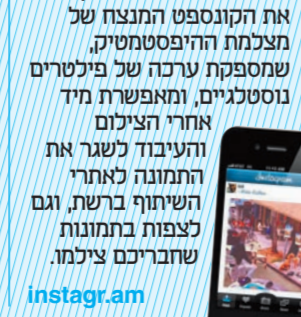 את הקונספט המנצח של
מצלמת ההיפסטמטיק,
שמספקת ערכה של פילטרים
נוסטלגיים, ומאפשרת מיד
אחרי הצילום
והעיבוד לשגר את
התמונה לאתרי
השיתוף ברשת, וגם
לצפות בתמונות
שחבריכם צילמו.
instagr.am